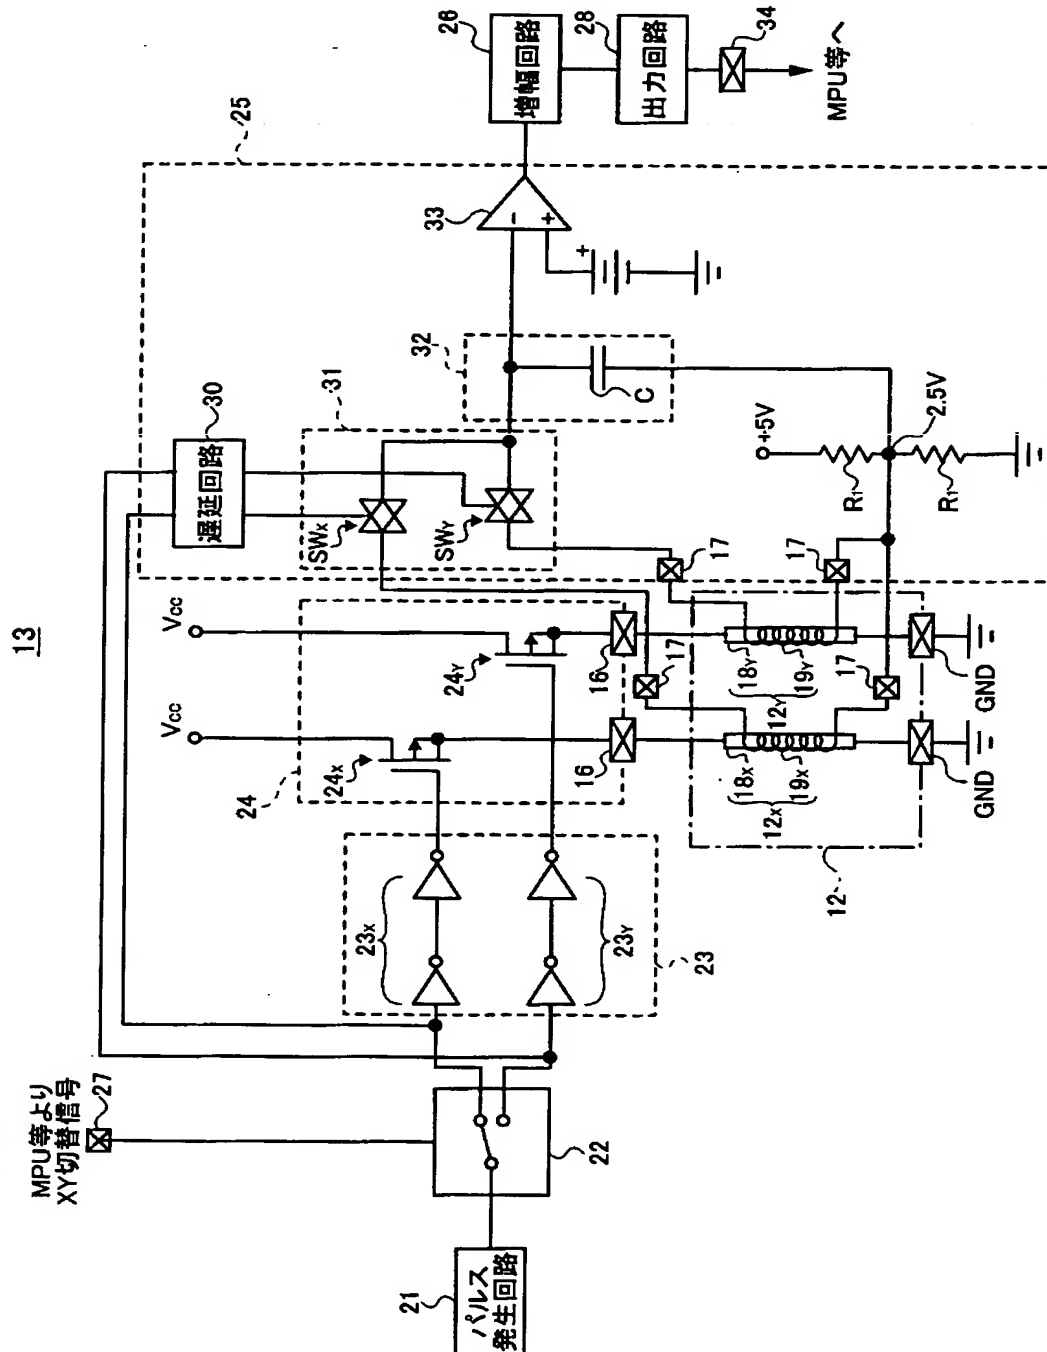 13
MPU等より
XY切替信号
27
21
パルス
発生回路
22
23X
23Y
23
24
Vcc
Vcc
24X
24Y
16
16
17
17
17
17
18X
19X
12X
18Y
19Y
12Y
12
GND
GND
25
30
遅延回路
31
SWX
SWY
32
C
+5V
R1
2.5V
R1
33
−
+
+
26
増幅回路
28
出力回路
34
MPU等へ